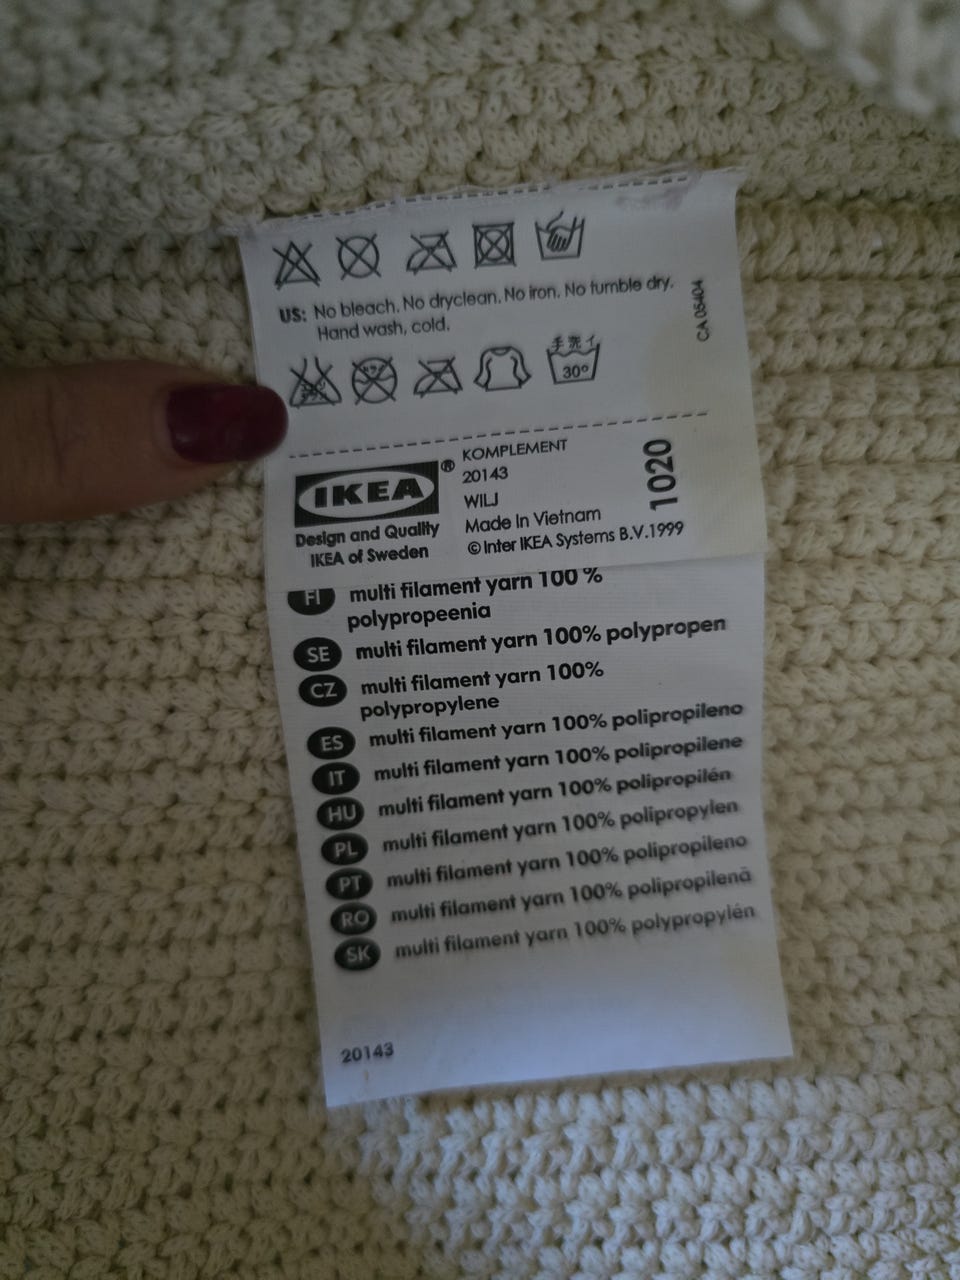 US: No bleach. No dryclean. No iron. No tumble dry.
Hand wash, cold.
CA 05404
手洗イ
30°
IKEA®
Design and Quality
IKEA of Sweden
KOMPLEMENT
20143
WILJ
Made in Vietnam
© Inter IKEA Systems B.V.1999
1020
FI multi filament yarn 100 %
polypropeenia
SE multi filament yarn 100% polypropen
CZ multi filament yarn 100%
polypropylene
ES multi filament yarn 100% polipropileno
IT multi filament yarn 100% polipropilene
HU multi filament yarn 100% polipropilén
PL multi filament yarn 100% polipropylen
PT multi filament yarn 100% polipropileno
RO multi filament yarn 100% polipropilenă
SK multi filament yarn 100% polypropylén
20143